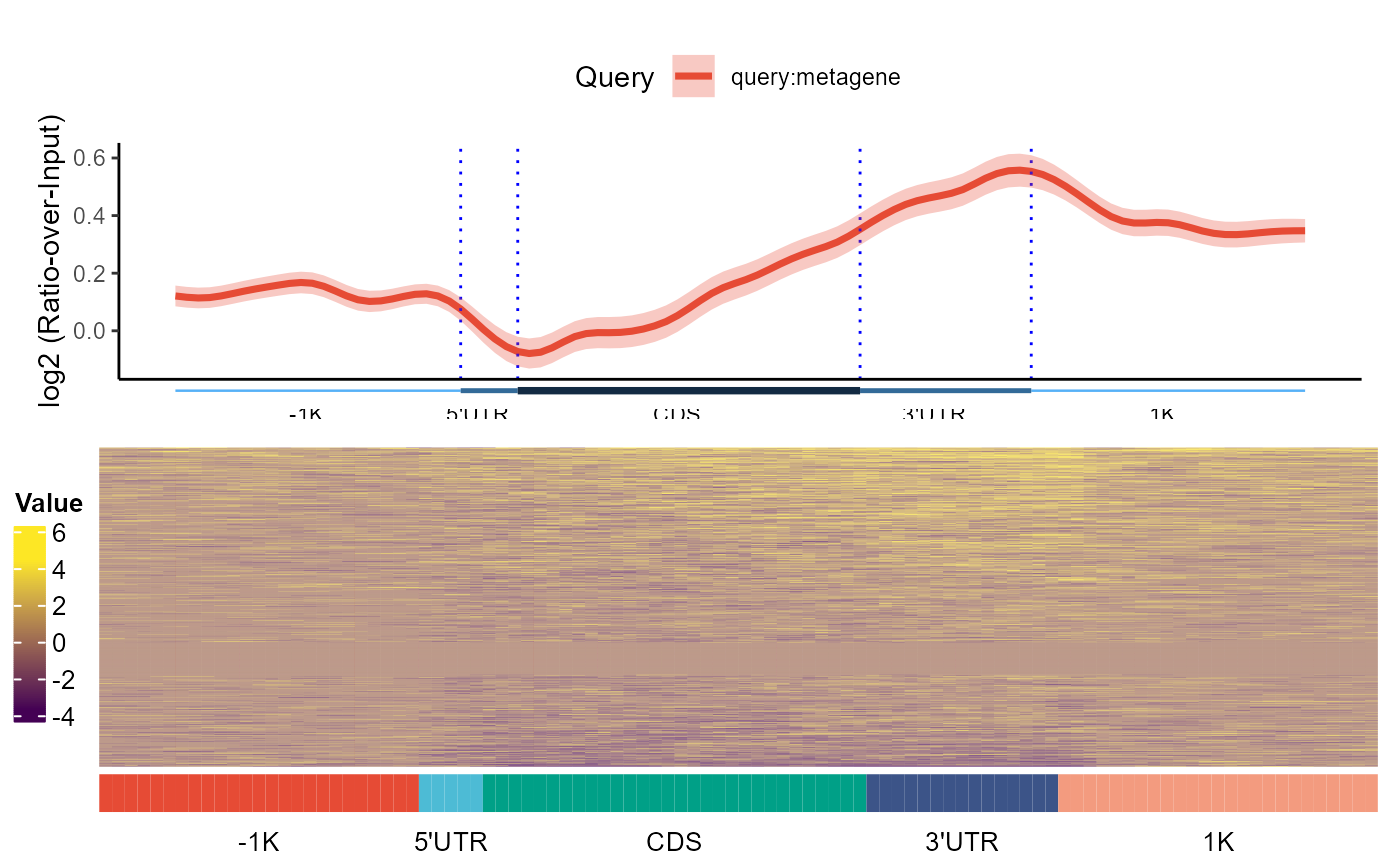 Query query:metagene
log2 (Ratio-over-Input)
0.6
0.4
0.2
0.0
-1K 5'UTR CDS 3'UTR 1K
Value
6
4
2
0
-2
-4
-1K 5'UTR CDS 3'UTR 1K